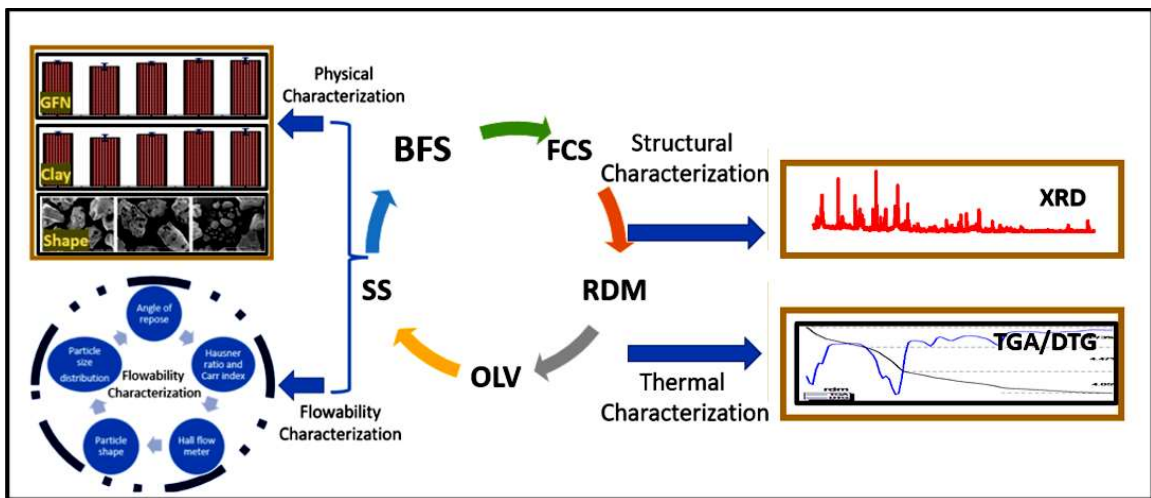 GFN
Clay
Shape
Physical
Characterization
BFS
FCS
RDM
OLV
SS
Structural
Characterization
XRD
Thermal
Characterization
TGA/DTG
rdm
Flowability
Characterization
Angle of
repose
Hausner
ratio and
Carr index
Hall flow
meter
Particle
shape
Particle
size
distribution
Flowability
Characterization